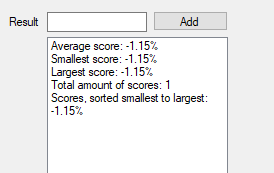 Result
Add
Average score: -1.15%
Smallest score: -1.15%
Largest score: -1.15%
Total amount of scores: 1
Scores, sorted smallest to largest:
-1.15%